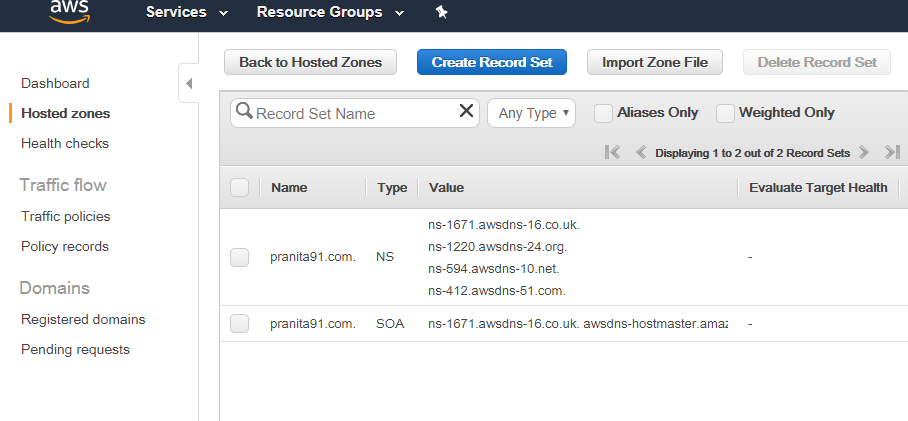 aws
Services
Resource Groups
Dashboard
Hosted zones
Health checks
Traffic flow
Traffic policies
Policy records
Domains
Registered domains
Pending requests
Back to Hosted Zones
Create Record Set
Import Zone File
Delete Record Set
Record Set Name
Any Type
Aliases Only
Weighted Only
Displaying 1 to 2 out of 2 Record Sets
Name Type Value Evaluate Target Health
ns-1671.awsdns-16.co.uk.
ns-1220.awsdns-24.org.
pranita91.com. NS -
ns-594.awsdns-10.net.
ns-412.awsdns-51.com.
pranita91.com. SOA ns-1671.awsdns-16.co.uk. awsdns-hostmaster.amaz -